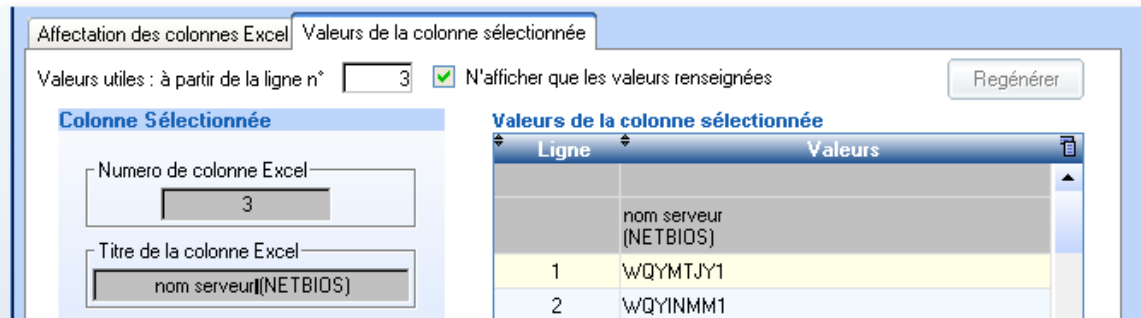 Affectation des colonnes Excel Valeurs de la colonne sélectionnée
Valeurs utiles : à partir de la ligne n° 3 N'afficher que les valeurs renseignées Regénérer
Colonne Sélectionnée Valeurs de la colonne sélectionnée
Ligne Valeurs
Numero de colonne Excel
3
nom serveur
(NETBIOS)
Titre de la colonne Excel
nom serveur(NETBIOS)
1 WQYMTJY1
2 WQYINMM1